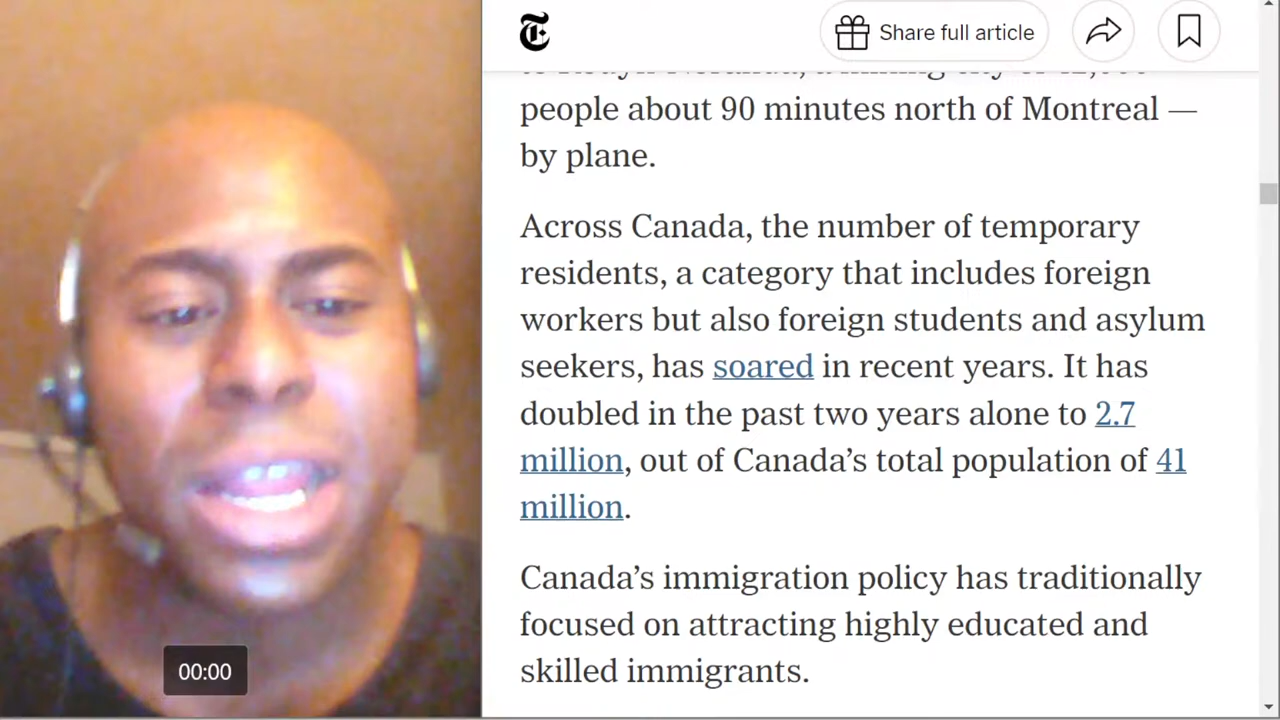 Share full article
people about 90 minutes north of Montreal —
by plane.
Across Canada, the number of temporary
residents, a category that includes foreign
workers but also foreign students and asylum
seekers, has soared in recent years. It has
doubled in the past two years alone to 2.7
million, out of Canada’s total population of 41
million.
Canada’s immigration policy has traditionally
focused on attracting highly educated and
skilled immigrants.
00:00